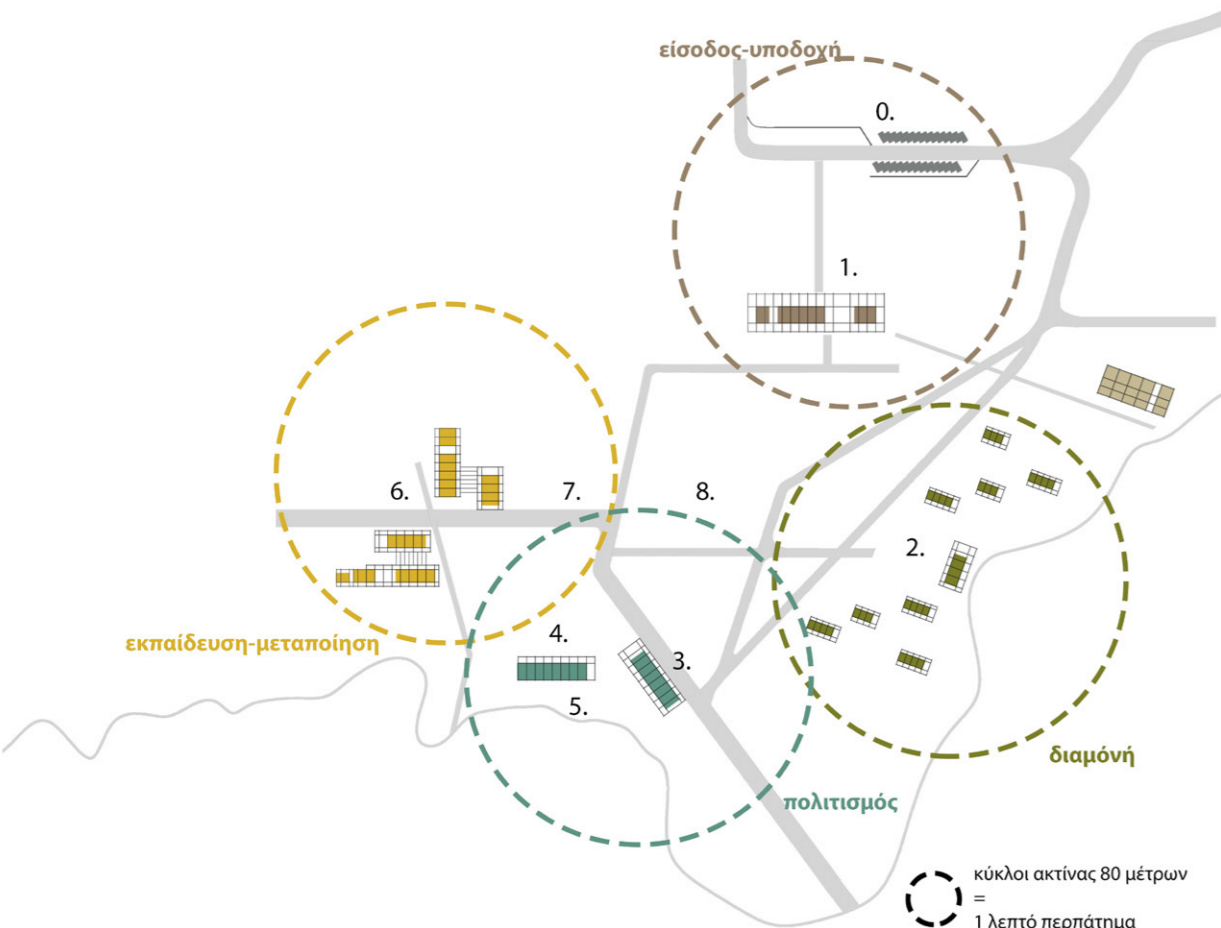 είσοδος-υποδοχή
0.
1.
6.
7.
8.
2.
εκπαίδευση-μεταποίηση
4.
3.
5.
διαμόνή
πολιτισμός
κύκλοι ακτίνας 80 μέτρων
=
1 λεπτό περπάτημα